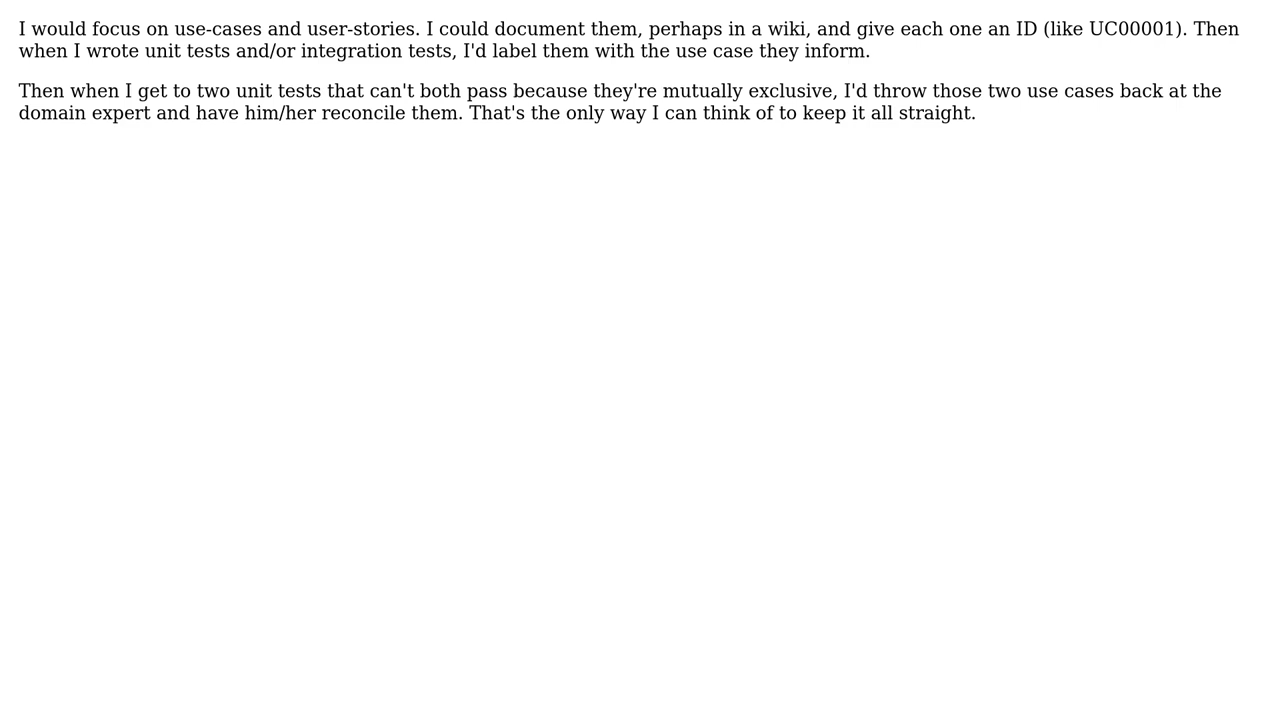 I would focus on use-cases and user-stories. I could document them, perhaps in a wiki, and give each one an ID (like UC00001). Then
when I wrote unit tests and/or integration tests, I'd label them with the use case they inform.
Then when I get to two unit tests that can't both pass because they're mutually exclusive, I'd throw those two use cases back at the
domain expert and have him/her reconcile them. That's the only way I can think of to keep it all straight.